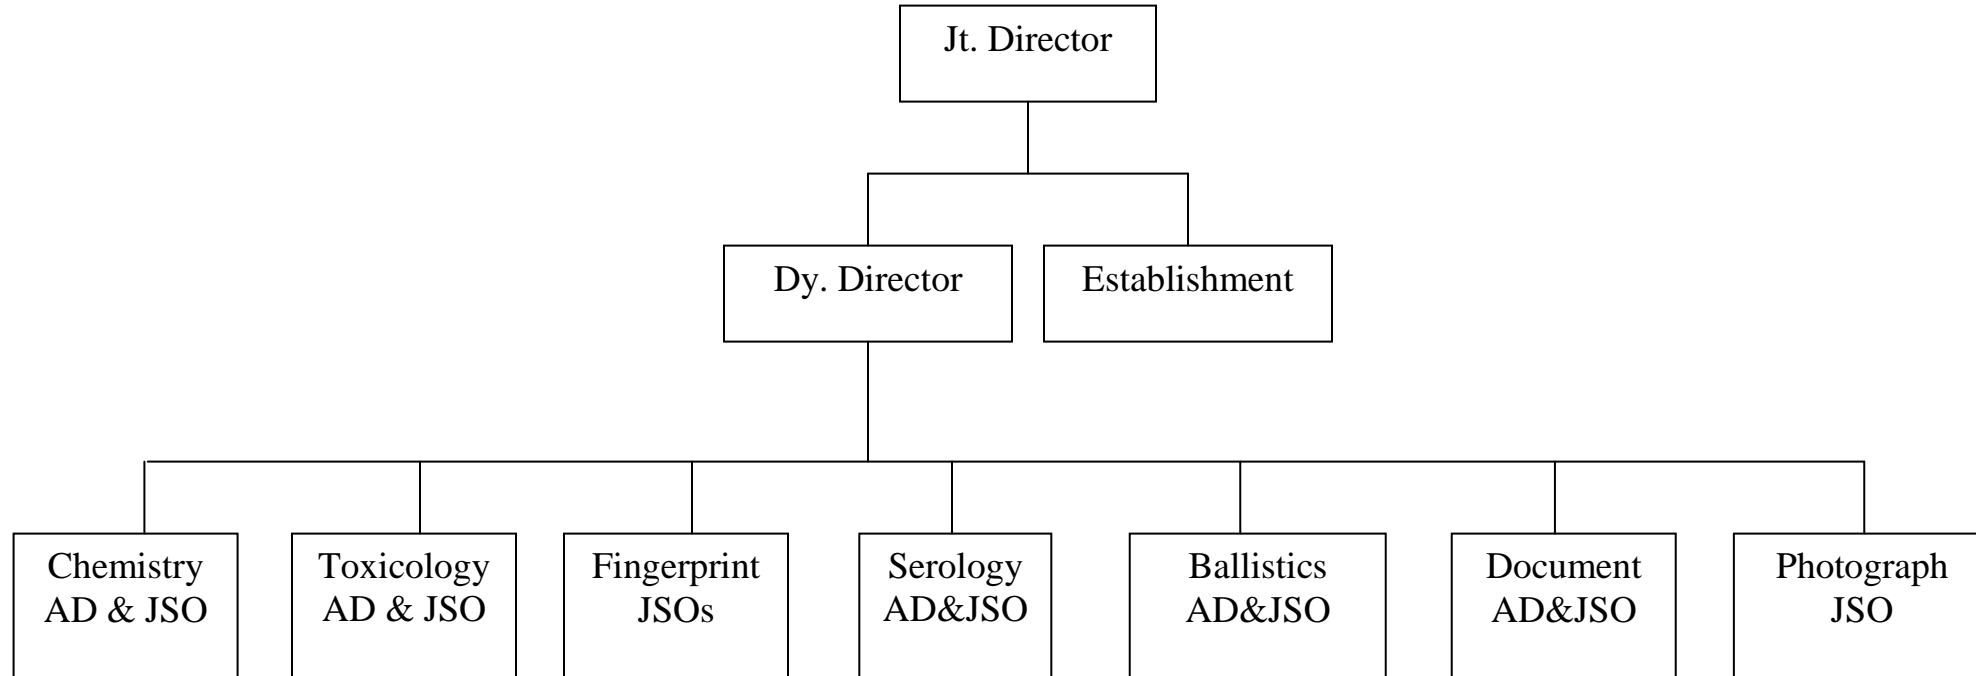 Jt. Director
Dy. Director
Establishment
Chemistry
AD & JSO
Toxicology
AD & JSO
Fingerprint
JSOs
Serology
AD&JSO
Ballistics
AD&JSO
Document
AD&JSO
Photograph
JSO